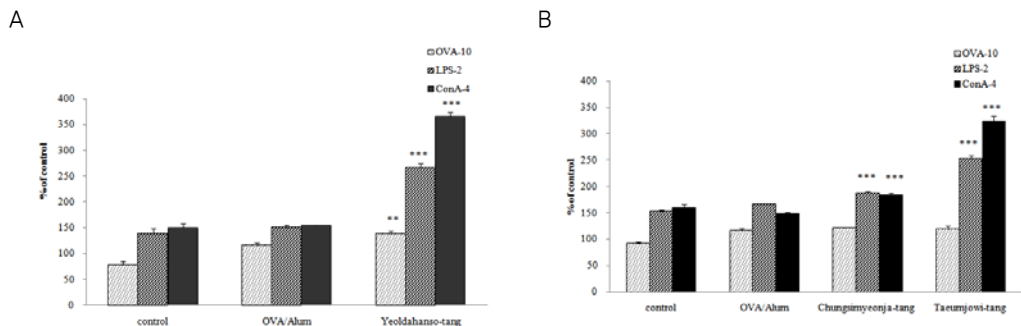 A
OVA-10
LPS-2
ConA-4
400
350
300
250
200
150
100
50
0
% of control
**
***
***
control
OVA/Alum
Yeoldahanso-tang
B
OVA-10
LPS-2
ConA-4
400
350
300
250
200
150
100
50
0
% of control
***
***
***
***
control
OVA/Alum
Chungsimyeonja-tang
Taeumjowi-tang